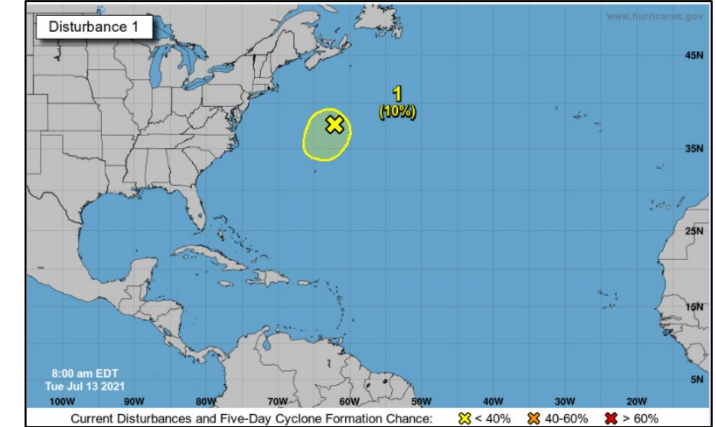 Disturbance 1
www.hurricanes.gov
45N
1
(10%)
35N
25N
15N
8:00 am EDT
Tue Jul 13 2021
5N
100W 90W 80W 70W 60W 50W 40W 30W 20W
Current Disturbances and Five-Day Cyclone Formation Chance: < 40% 40-60% > 60%